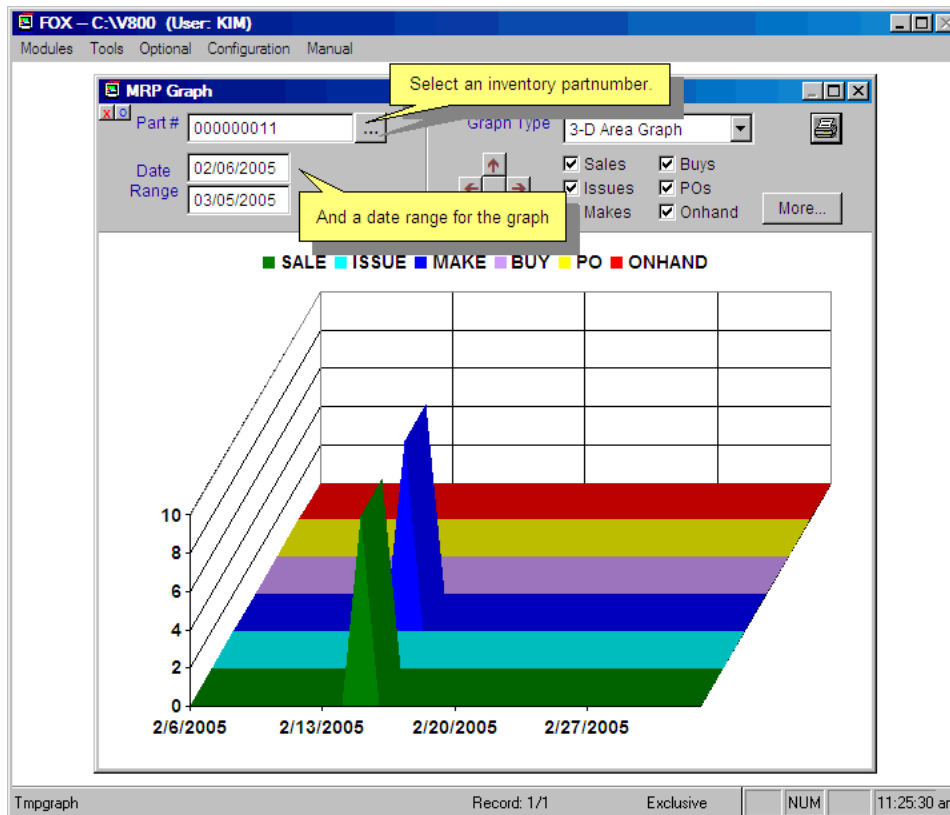 FOX – C:\V800 (User: KIM)
Modules Tools Optional Configuration Manual
MRP Graph
Select an inventory partnumber.
x o
Part # 000000011 ... Graph Type 3-D Area Graph
Date Range 02/06/2005
03/05/2005
And a date range for the graph
Sales Buys
Issues POs
Makes Onhand More...
SALE ISSUE MAKE BUY PO ONHAND
10
8
6
4
2
0
2/6/2005 2/13/2005 2/20/2005 2/27/2005
Tmpgraph Record: 1/1 Exclusive NUM 11:25:30 am